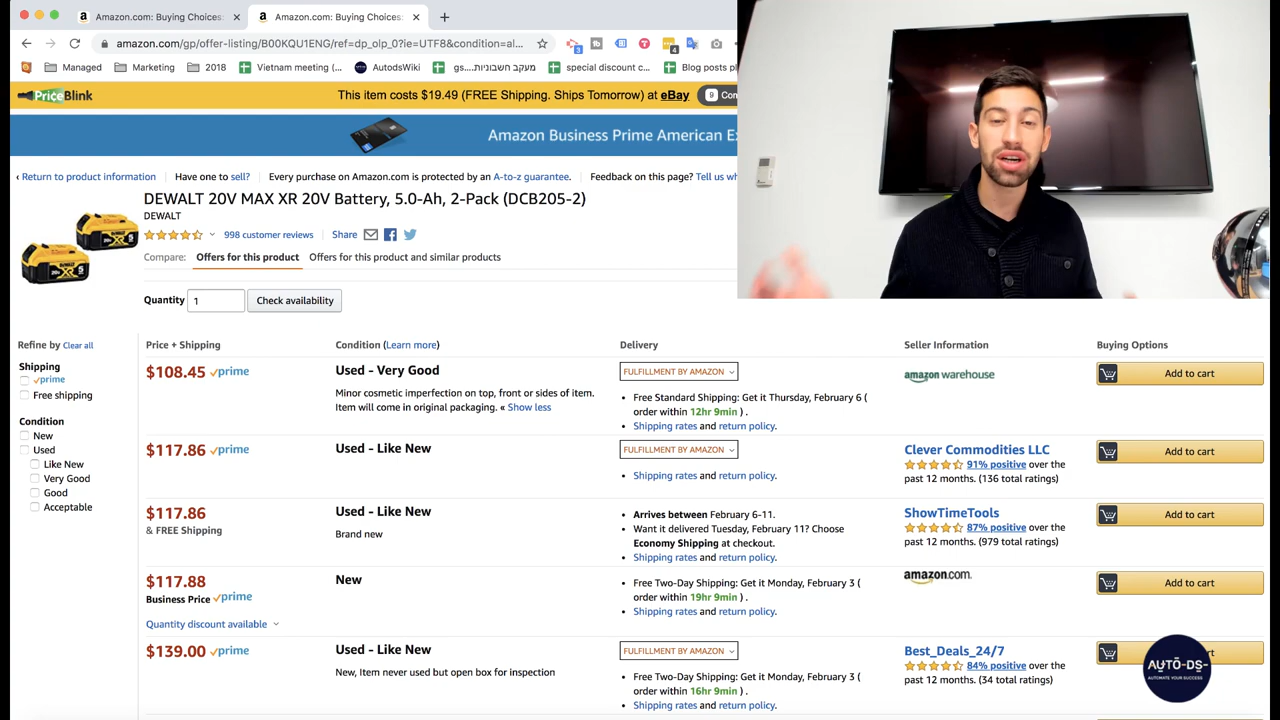 Amazon.com: Buying Choices: × Amazon.com: Buying Choices: × +
amazon.com/gp/offer-listing/B00KQU1ENG/ref=dp_olp_0?ie=UTF8&condition=al...
Managed Marketing 2018 Vietnam meeting (... AutodsWiki gs.... מעקב חשבוניות special discount c... Blog posts pl
PriceBlink This item costs $19.49 (FREE Shipping. Ships Tomorrow) at eBay 9 Con
Amazon Business Prime American Ex
‹ Return to product information Have one to sell? Every purchase on Amazon.com is protected by an A-to-z guarantee. Feedback on this page? Tell us wh
DEWALT 20V MAX XR 20V Battery, 5.0-Ah, 2-Pack (DCB205-2)
DEWALT
998 customer reviews Share
Compare: Offers for this product Offers for this product and similar products
Quantity 1 Check availability
Refine by Clear all
Shipping
prime
Free shipping
Condition
New
Used
Like New
Very Good
Good
Acceptable
Price + Shipping Condition (Learn more) Delivery Seller Information Buying Options
$108.45 prime
Used - Very Good
Minor cosmetic imperfection on top, front or sides of item.
Item will come in original packaging. « Show less
FULFILLMENT BY AMAZON
• Free Standard Shipping: Get it Thursday, February 6 (
order within 12hr 9min ) .
• Shipping rates and return policy.
amazon warehouse
Add to cart
$117.86 prime
Used - Like New
FULFILLMENT BY AMAZON
• Shipping rates and return policy.
Clever Commodities LLC
91% positive over the
past 12 months. (136 total ratings)
Add to cart
$117.86
& FREE Shipping
Used - Like New
Brand new
• Arrives between February 6-11.
• Want it delivered Tuesday, February 11? Choose
Economy Shipping at checkout.
• Shipping rates and return policy.
ShowTimeTools
87% positive over the
past 12 months. (979 total ratings)
Add to cart
$117.88
Business Price prime
Quantity discount available
New
• Free Two-Day Shipping: Get it Monday, February 3 (
order within 19hr 9min ) .
• Shipping rates and return policy.
amazon.com.
Add to cart
$139.00 prime
Used - Like New
New, Item never used but open box for inspection
FULFILLMENT BY AMAZON
• Free Two-Day Shipping: Get it Monday, February 3 (
order within 16hr 9min ) .
• Shipping rates and return policy.
Best_Deals_24/7
84% positive over the
past 12 months. (34 total ratings)
AUTO-DS-
AUTOMATE YOUR SUCCESS